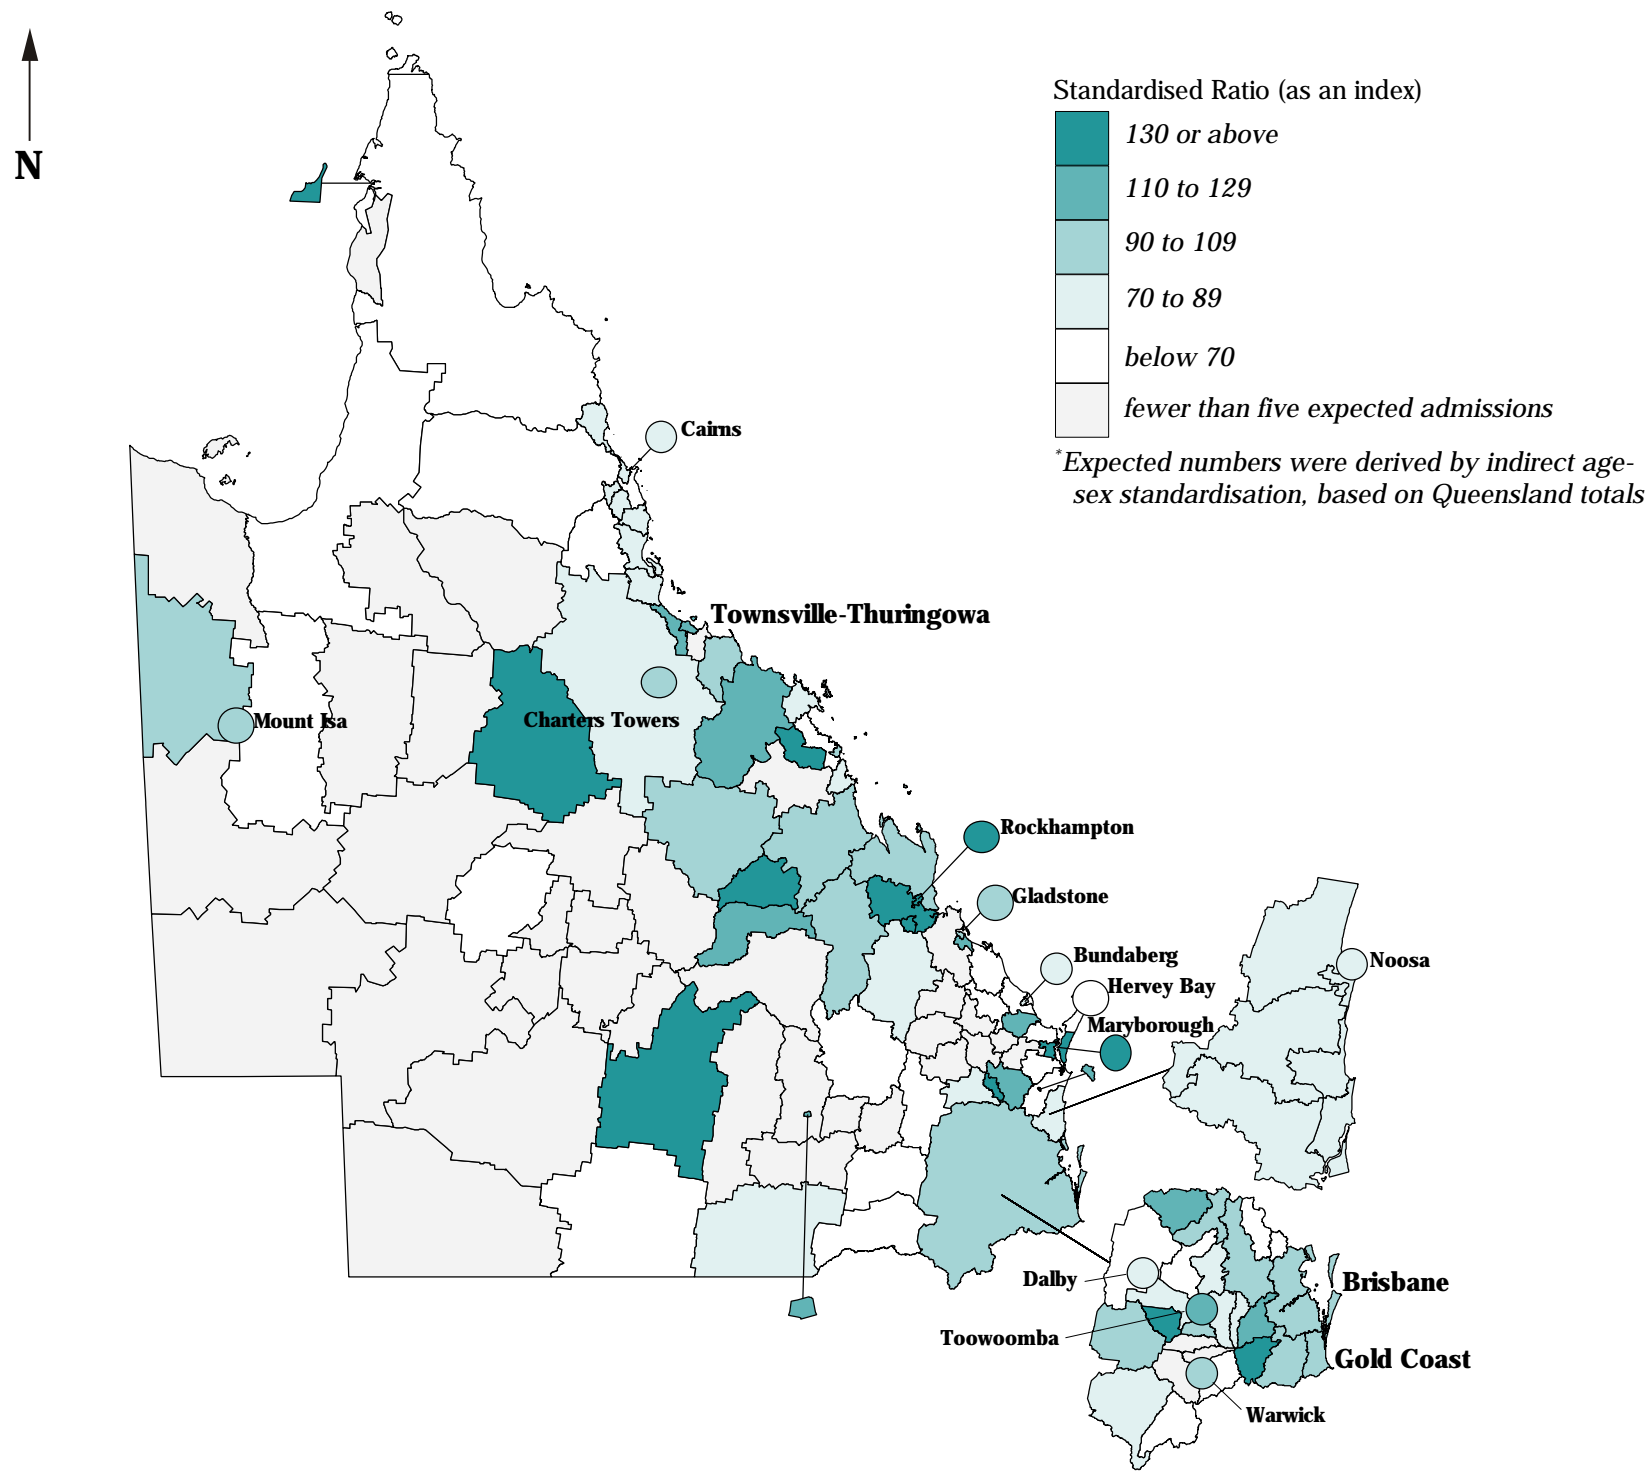 N
Standardised Ratio (as an index)
130 or above
110 to 129
90 to 109
70 to 89
below 70
fewer than five expected admissions
*Expected numbers were derived by indirect age-
sex standardisation, based on Queensland totals
Cairns
Townsville-Thuringowa
Mount Isa
Charters Towers
Rockhampton
Gladstone
Bundaberg
Noosa
Hervey Bay
Maryborough
Dalby
Brisbane
Toowoomba
Gold Coast
Warwick